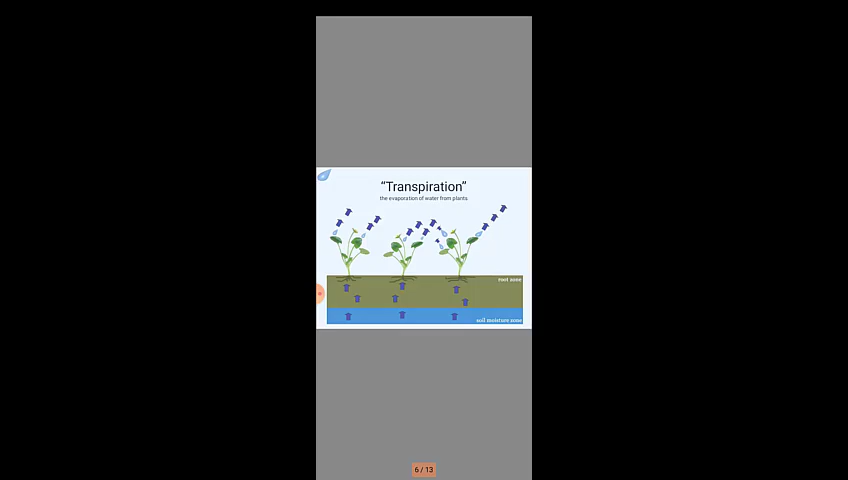 “Transpiration”
the evaporation of water from plants
root zone
soil moisture zone
6 / 13